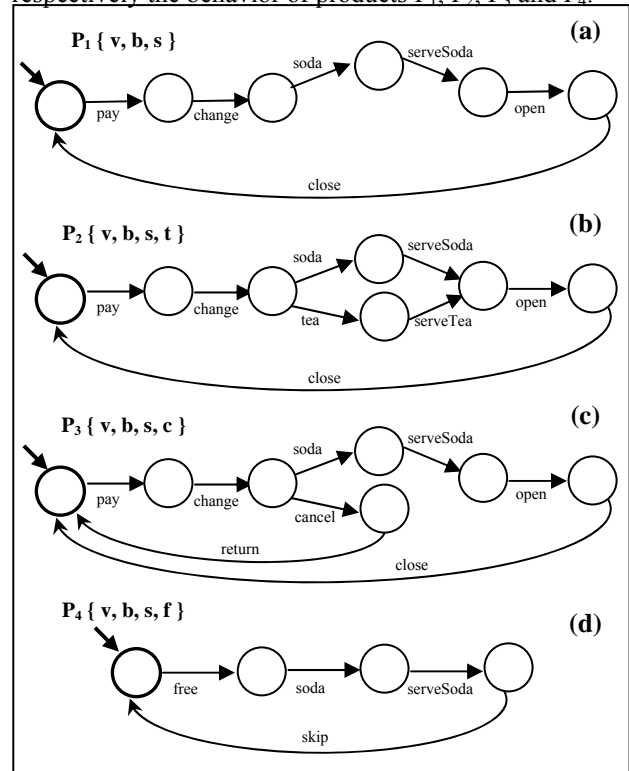 respectively the behavior of products P1, P2, P3 and P4.
P1 { v, b, s }
(a)
soda
serveSoda
pay
change
open
close
P2 { v, b, s, t }
(b)
soda
serveSoda
pay
change
open
tea
serveTea
close
P3 { v, b, s, c }
(c)
soda
serveSoda
pay
change
open
cancel
return
close
P4 { v, b, s, f }
(d)
free
soda
serveSoda
skip